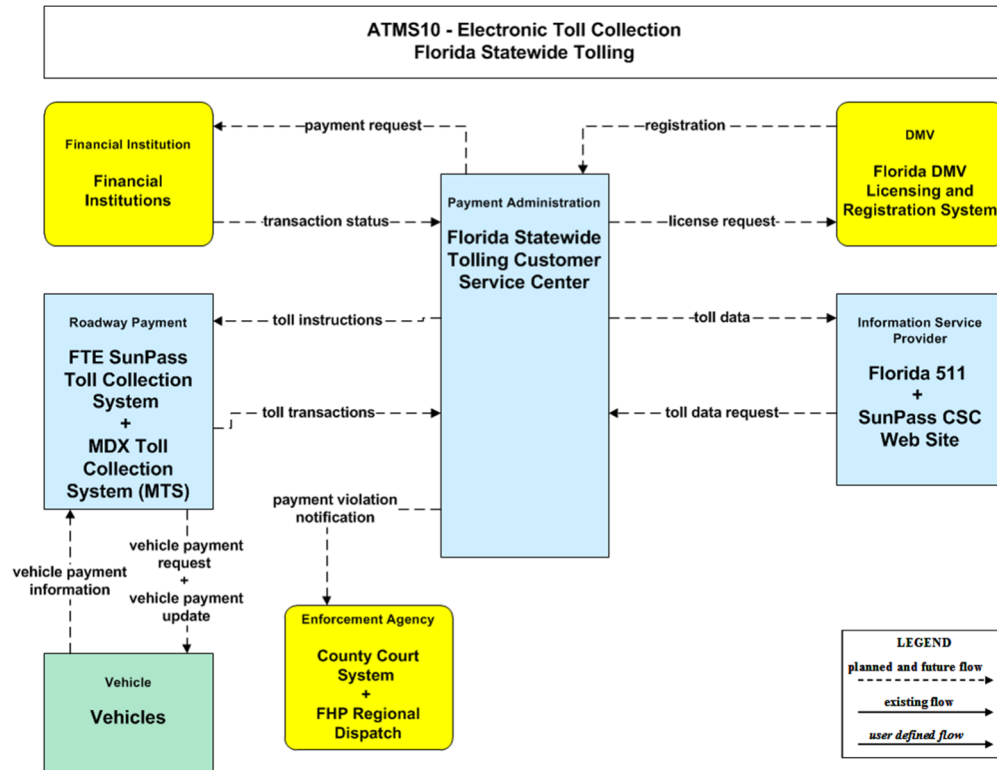 ATMS10 - Electronic Toll Collection
Florida Statewide Tolling
Financial Institution
Financial
Institutions
payment request
transaction status
registration
license request
DMV
Florida DMV
Licensing and
Registration System
Payment Administration
Florida Statewide
Tolling Customer
Service Center
Roadway Payment
FTE SunPass
Toll Collection
System
+
MDX Toll
Collection
System (MTS)
toll instructions
toll transactions
toll data
toll data request
Information Service
Provider
Florida 511
+
SunPass CSC
Web Site
payment violation
notification
vehicle payment
information
vehicle payment
request
+
vehicle payment
update
Enforcement Agency
County Court
System
+
FHP Regional
Dispatch
Vehicle
Vehicles
LEGEND
planned and future flow
existing flow
user defined flow